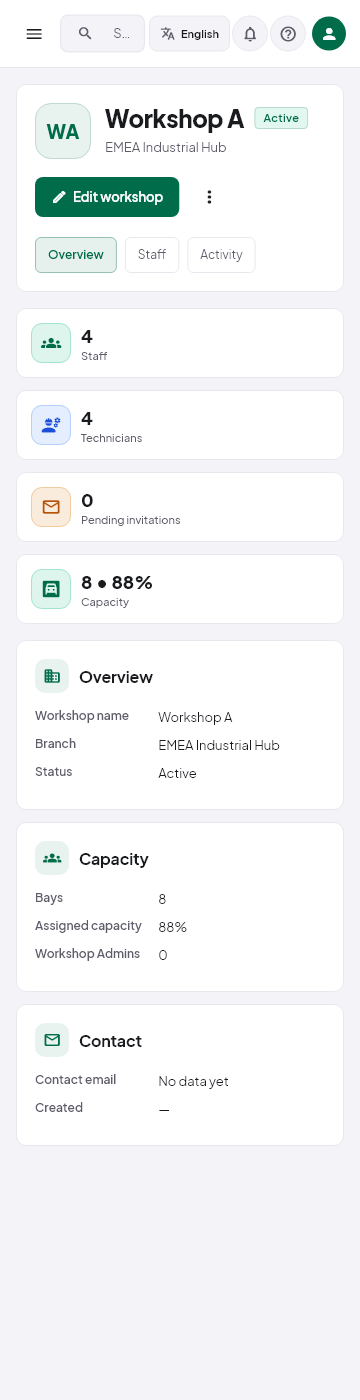 S...
English
WA
Workshop A
Active
EMEA Industrial Hub
Edit workshop
Overview
Staff
Activity
4
Staff
4
Technicians
0
Pending invitations
8 • 88%
Capacity
Overview
Workshop name
Workshop A
Branch
EMEA Industrial Hub
Status
Active
Capacity
Bays
8
Assigned capacity
88%
Workshop Admins
0
Contact
Contact email
No data yet
Created
—